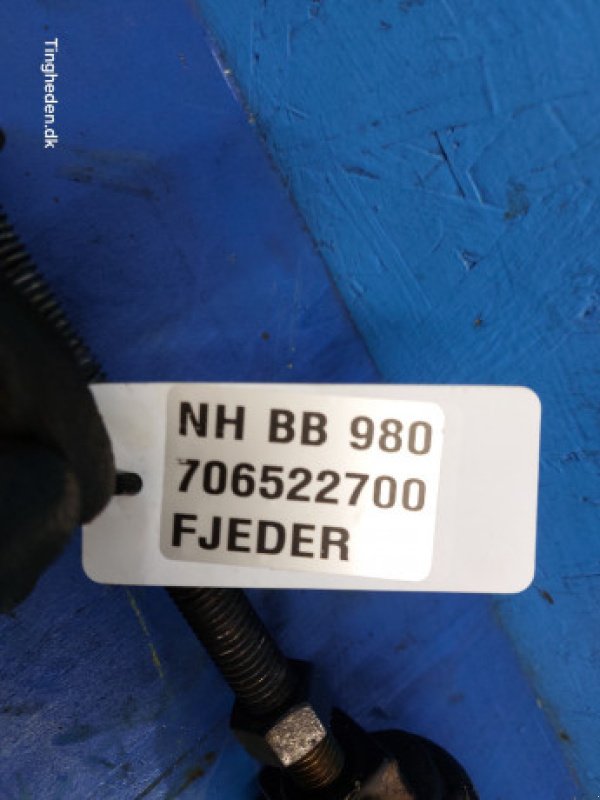 Tingheden.dk
NH BB 980
706522700
FJEDER